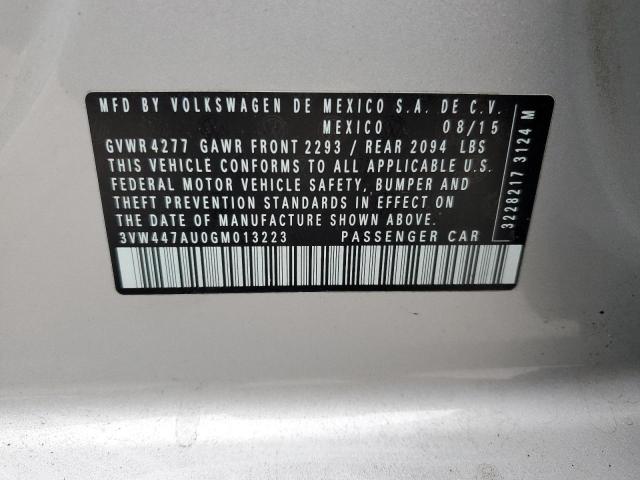 MFD BY VOLKSWAGEN DE MEXICO S.A. DE C.V.
MEXICO 08/15
GVWR 4277 GAWR FRONT 2293 / REAR 2094 LBS
THIS VEHICLE CONFORMS TO ALL APPLICABLE U.S.
FEDERAL MOTOR VEHICLE SAFETY, BUMPER AND
THEFT PREVENTION STANDARDS IN EFFECT ON
THE DATE OF MANUFACTURE SHOWN ABOVE.
3VW447AU0GM013223 PASSENGER CAR
3228217 3124 M